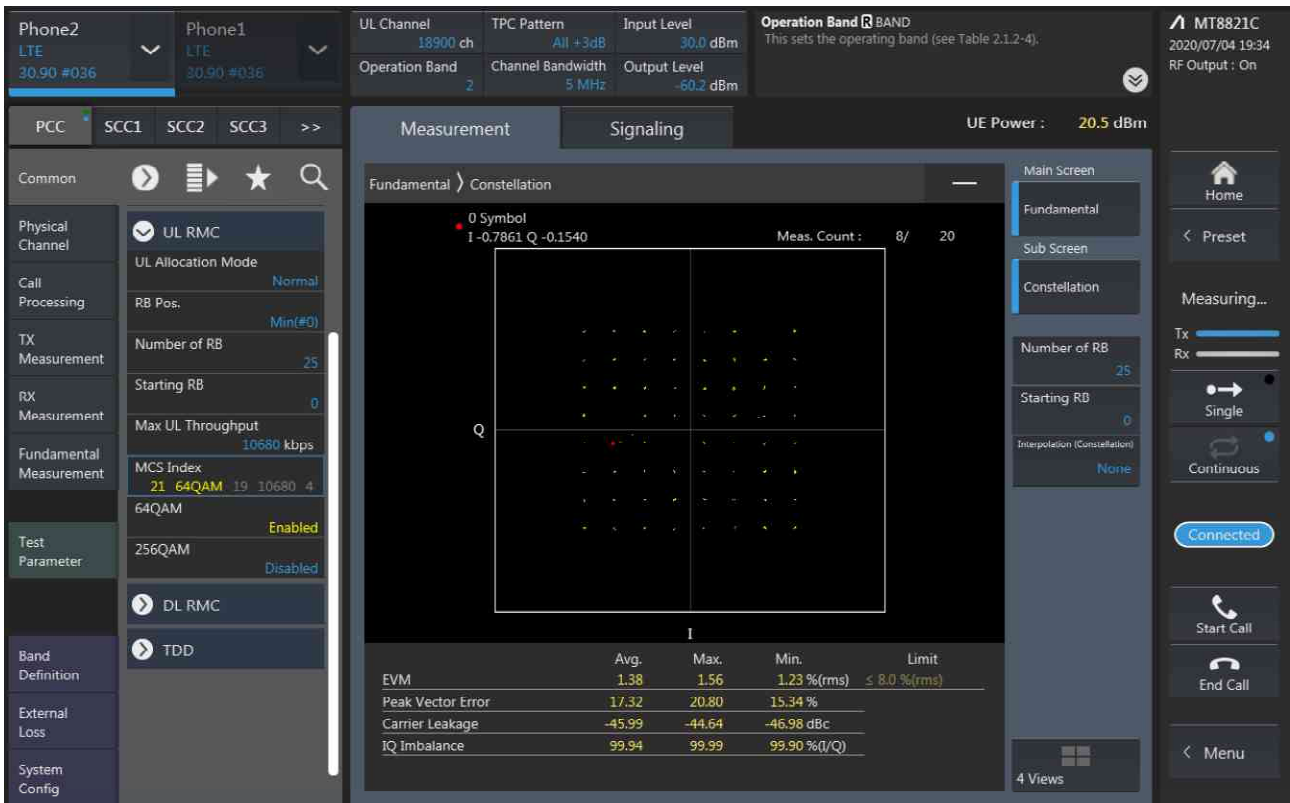 Phone2
LTE
30.90 #036
Phone1
LTE
30.90 #036
UL Channel
18900 ch
TPC Pattern
All +3dB
Input Level
30.0 dBm
Operation Band
2
Channel Bandwidth
5 MHz
Output Level
-60.2 dBm
Operation Band R BAND
This sets the operating band (see Table 2.1.2-4).
MT8821C
2020/07/04 19:34
RF Output : On
PCC SCC1 SCC2 SCC3 >>
Measurement
Signaling
UE Power : 20.5 dBm
Common
Physical
Channel
Call
Processing
TX
Measurement
RX
Measurement
Fundamental
Measurement
Test
Parameter
Band
Definition
External
Loss
System
Config
UL RMC
UL Allocation Mode
Normal
RB Pos.
Min(#0)
Number of RB
25
Starting RB
0
Max UL Throughput
10680 kbps
MCS Index
21 64QAM 19 10680 4
64QAM
Enabled
256QAM
Disabled
DL RMC
TDD
Fundamental 〉 Constellation
0 Symbol
I -0.7861 Q -0.1540
Meas. Count : 8/ 20
Q
I
Avg. Max. Min. Limit
EVM 1.38 1.56 1.23 %(rms) ≤ 8.0 %(rms)
Peak Vector Error 17.32 20.80 15.34 %
Carrier Leakage -45.99 -44.64 -46.98 dBc
IQ Imbalance 99.94 99.99 99.90 %(I/Q)
Main Screen
Fundamental
Sub Screen
Constellation
Number of RB
25
Starting RB
0
Interpolation (Constellation)
None
4 Views
Home
< Preset
Measuring...
Tx
Rx
Single
Continuous
Connected
Start Call
End Call
< Menu